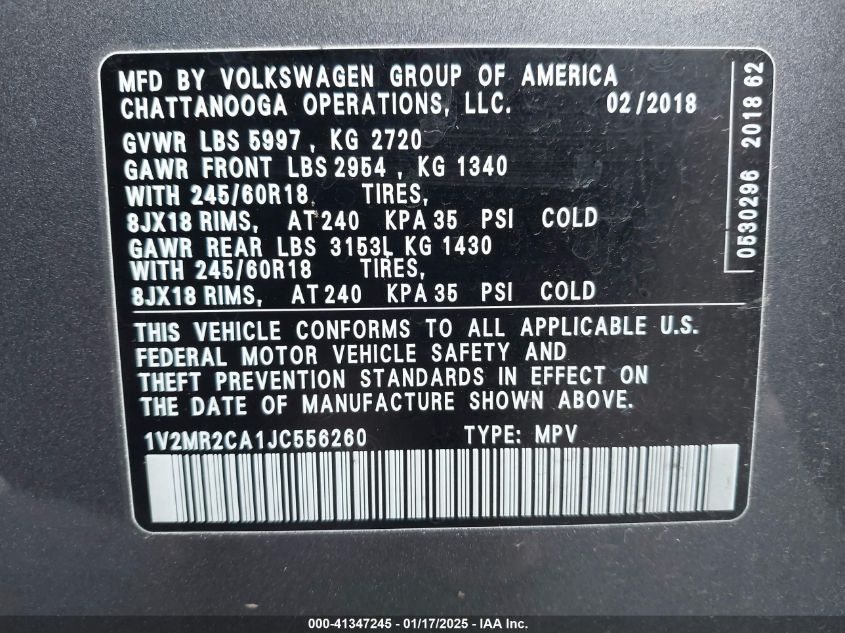 MFD BY VOLKSWAGEN GROUP OF AMERICA
CHATTANOOGA OPERATIONS, LLC. 02/2018
GVWR LBS 5997 , KG 2720
GAWR FRONT LBS 2954 , KG 1340
WITH 245/60R18 TIRES,
8JX18 RIMS, AT 240 KPA 35 PSI COLD
GAWR REAR LBS 3153L KG 1430
WITH 245/60R18 TIRES,
8JX18 RIMS, AT 240 KPA 35 PSI COLD
0530296 2018 62
THIS VEHICLE CONFORMS TO ALL APPLICABLE U.S.
FEDERAL MOTOR VEHICLE SAFETY AND
THEFT PREVENTION STANDARDS IN EFFECT ON
THE DATE OF MANUFACTURE SHOWN ABOVE.
1V2MR2CA1JC556260 TYPE: MPV
000-41347245 - 01/17/2025 - IAA Inc.